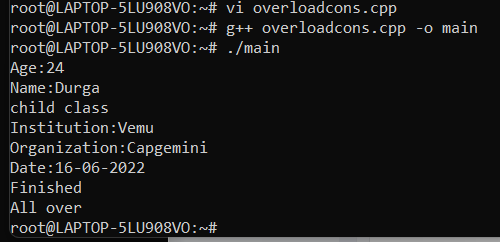 root@LAPTOP-5LU908VO:~# vi overloadcons.cpp
root@LAPTOP-5LU908VO:~# g++ overloadcons.cpp -o main
root@LAPTOP-5LU908VO:~# ./main
Age:24
Name:Durga
child class
Institution:Vemu
Organization:Capgemini
Date:16-06-2022
Finished
All over
root@LAPTOP-5LU908VO:~#